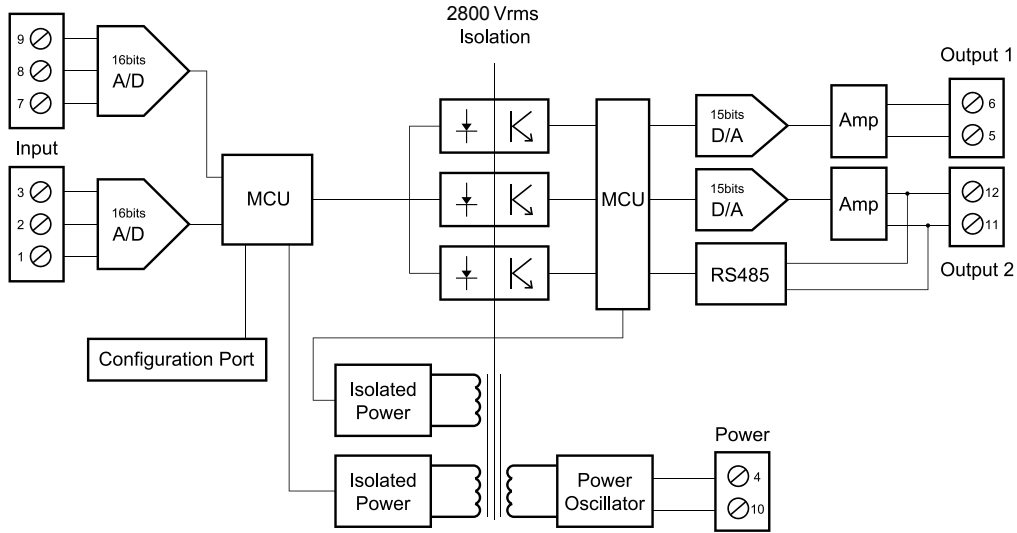 2800 Vrms
Isolation
9
8
7
16bits
A/D
Input
3
2
1
16bits
A/D
MCU
Configuration Port
MCU
15bits
D/A
Amp
Output 1
6
5
15bits
D/A
Amp
12
11
Output 2
RS485
Isolated
Power
Isolated
Power
Power
Oscillator
Power
4
10